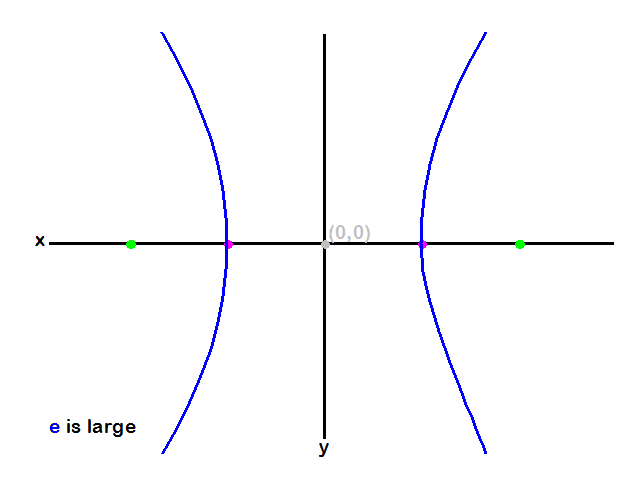 (0,0)
x
e is large
y